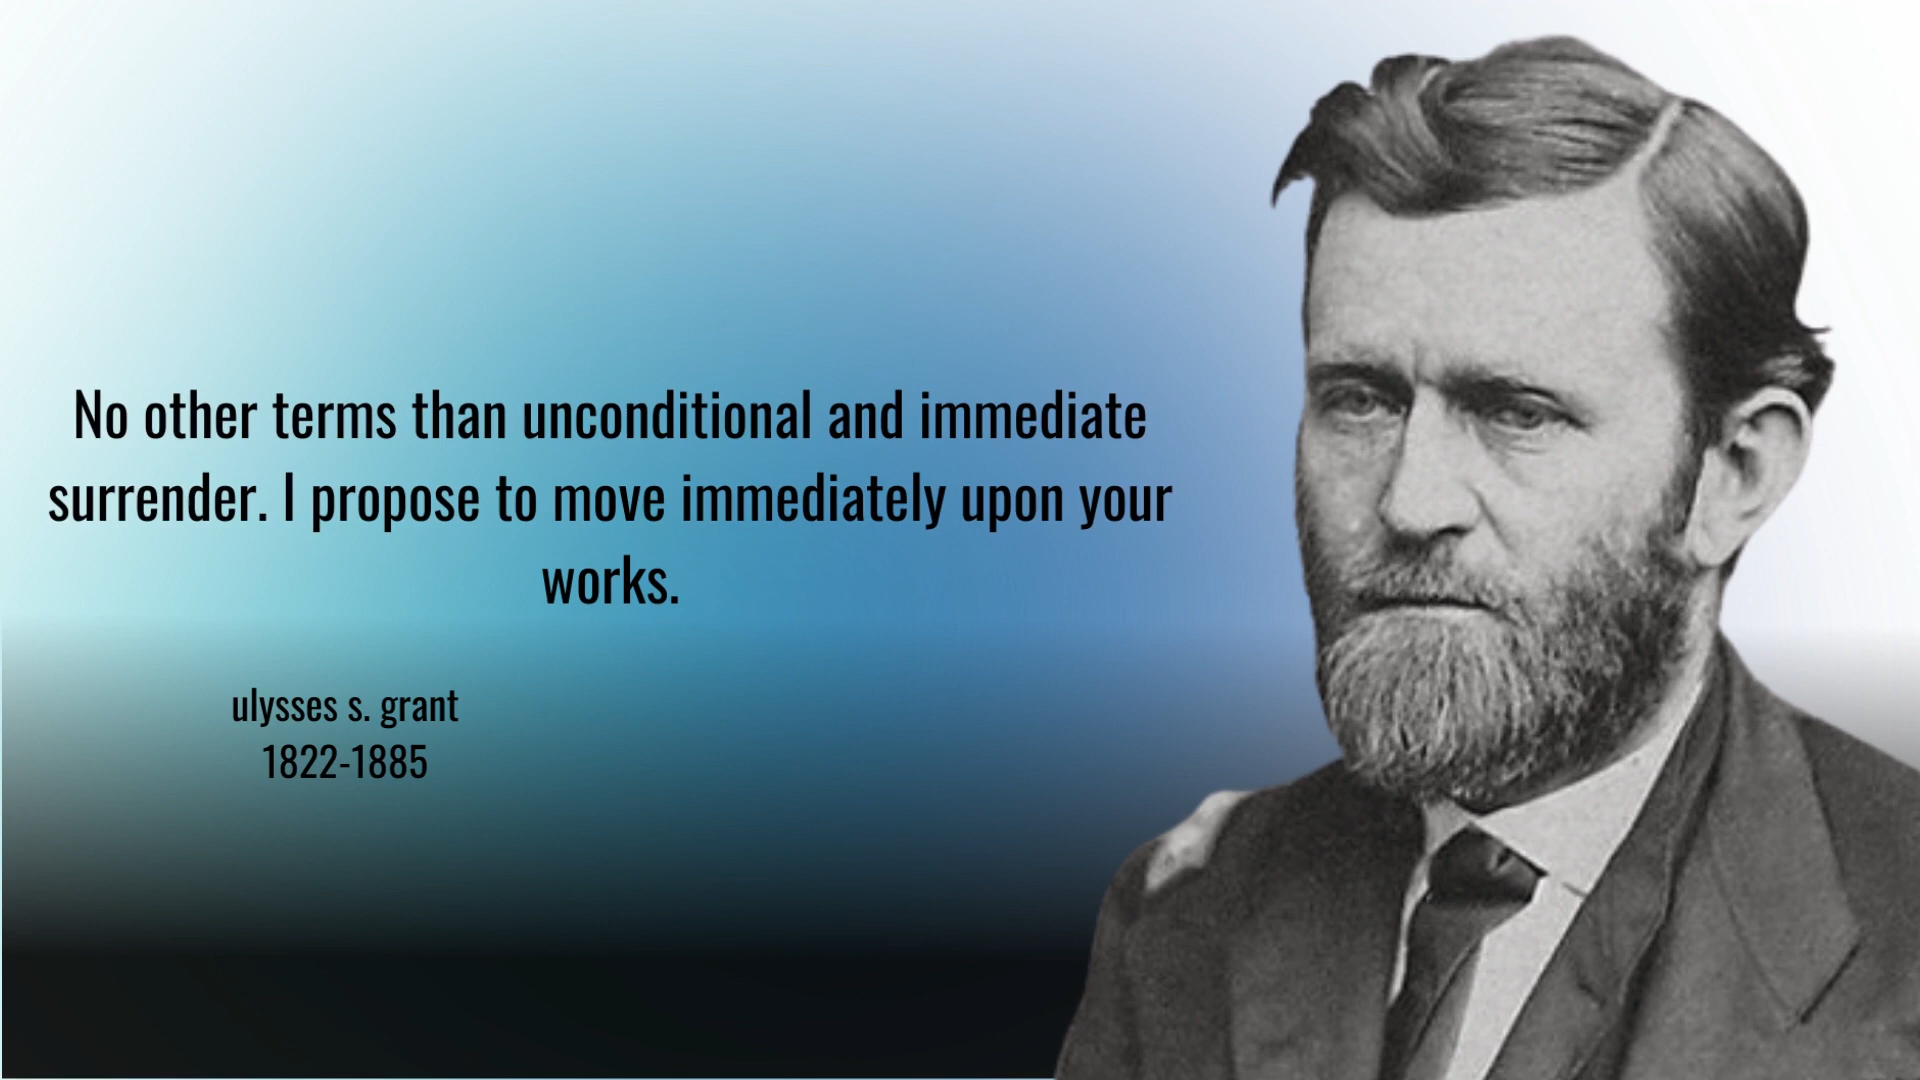 No other terms than unconditional and immediate
surrender. I propose to move immediately upon your
works.
ulysses s. grant
1822-1885